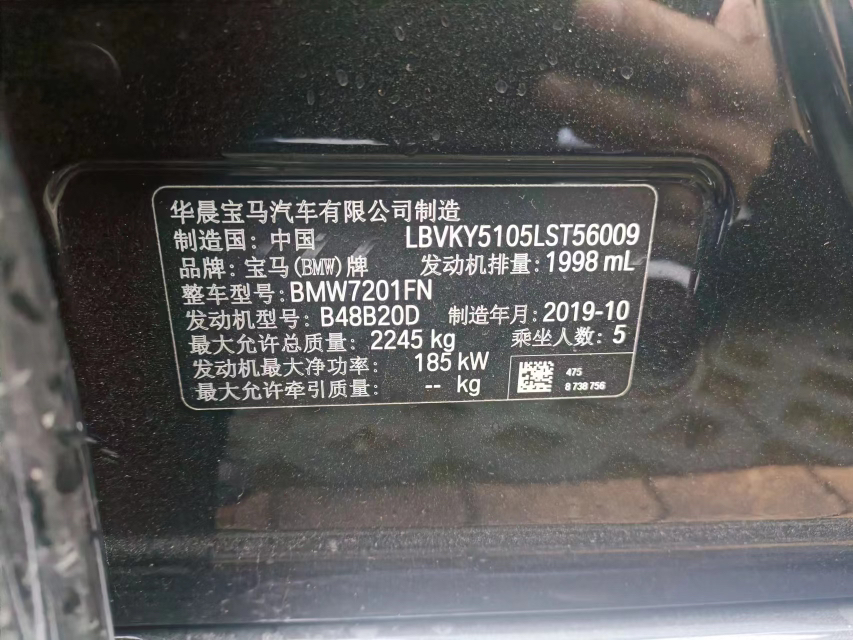 华晨宝马汽车有限公司制造
制造国: 中国 LBVKY5105LST56009
品牌: 宝马(BMW)牌 发动机排量: 1998 mL
整车型号: BMW7201FN
发动机型号: B48B20D 制造年月: 2019-10
最大允许总质量: 2245 kg 乘坐人数: 5
发动机最大净功率: 185 kW
最大允许牵引质量: -- kg
475
8 738 756